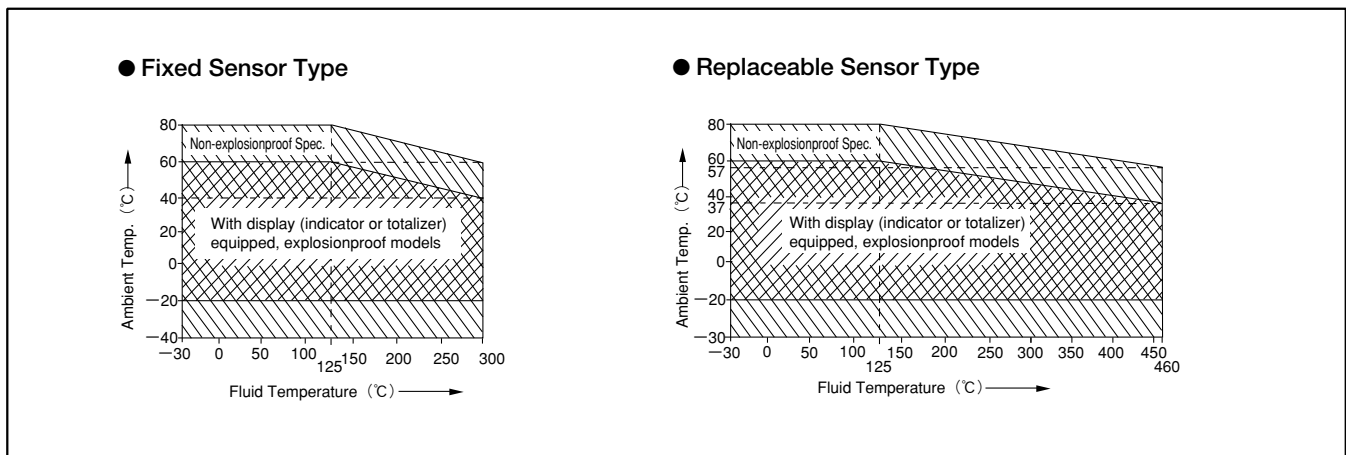 ● Fixed Sensor Type
80
60
40
20
0
−20
−40
Ambient Temp. (℃)
Non-explosionproof Spec.
With display (indicator or totalizer)
equipped, explosionproof models
−30 0 50 100 125 150 200 250 300
Fluid Temperature (℃)
● Replaceable Sensor Type
80
60
57
40
37
20
0
−20
−30
Ambient Temp. (℃)
Non-explosionproof Spec.
With display (indicator or totalizer)
equipped, explosionproof models
−30 0 50 100 125 150 200 250 300 350 400 450 460
Fluid Temperature (℃)